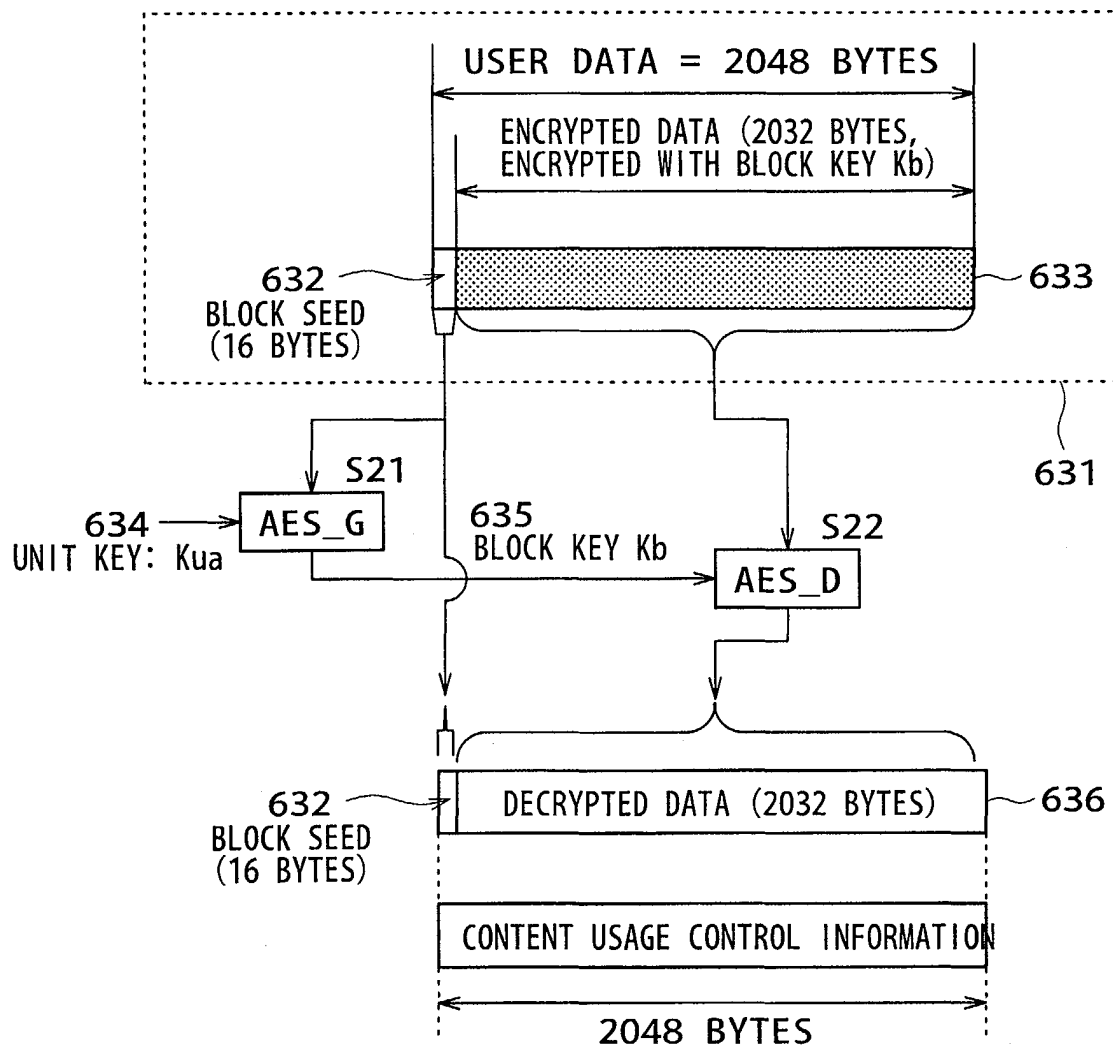 USER DATA = 2048 BYTES
ENCRYPTED DATA (2032 BYTES,
ENCRYPTED WITH BLOCK KEY Kb)
632
BLOCK SEED
(16 BYTES)
633
631
S21
634
UNIT KEY: Kua
AES_G
635
BLOCK KEY Kb
S22
AES_D
632
BLOCK SEED
(16 BYTES)
DECRYPTED DATA (2032 BYTES)
636
CONTENT USAGE CONTROL INFORMATION
2048 BYTES